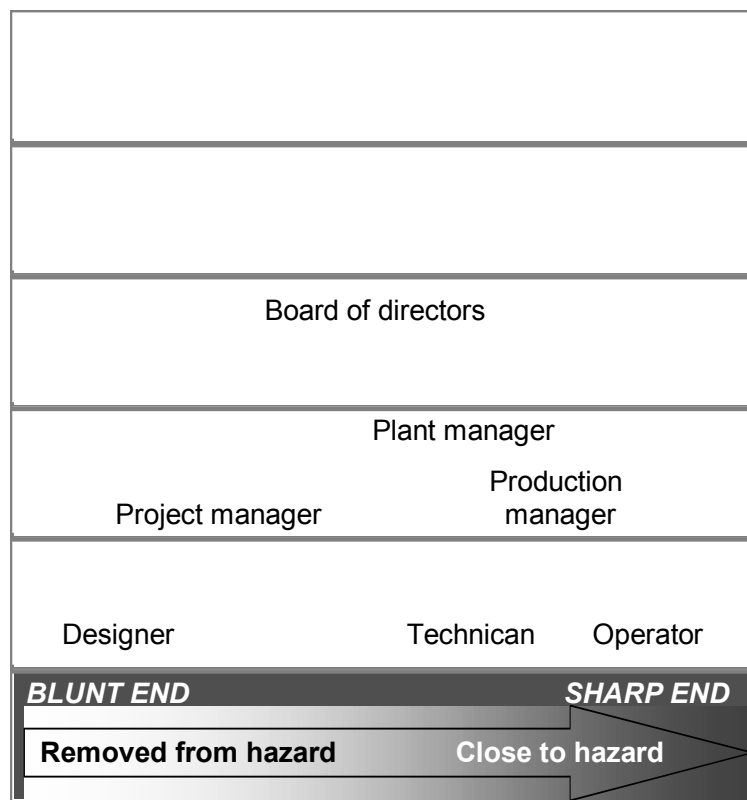 Board of directors
Plant manager
Production
manager
Project manager
Designer
Technican
Operator
BLUNT END
SHARP END
Removed from hazard
Close to hazard